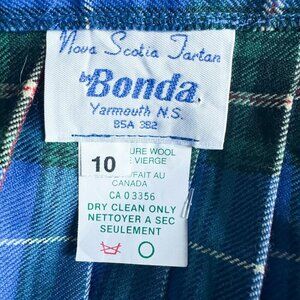 Nova Scotia Tartan
by Bonda
Yarmouth N.S.
B5A 3B2
10
URE WOOL
VIERGE
FAIT AU
CANADA
CA 03356
DRY CLEAN ONLY
NETTOYER A SEC
SEULEMENT